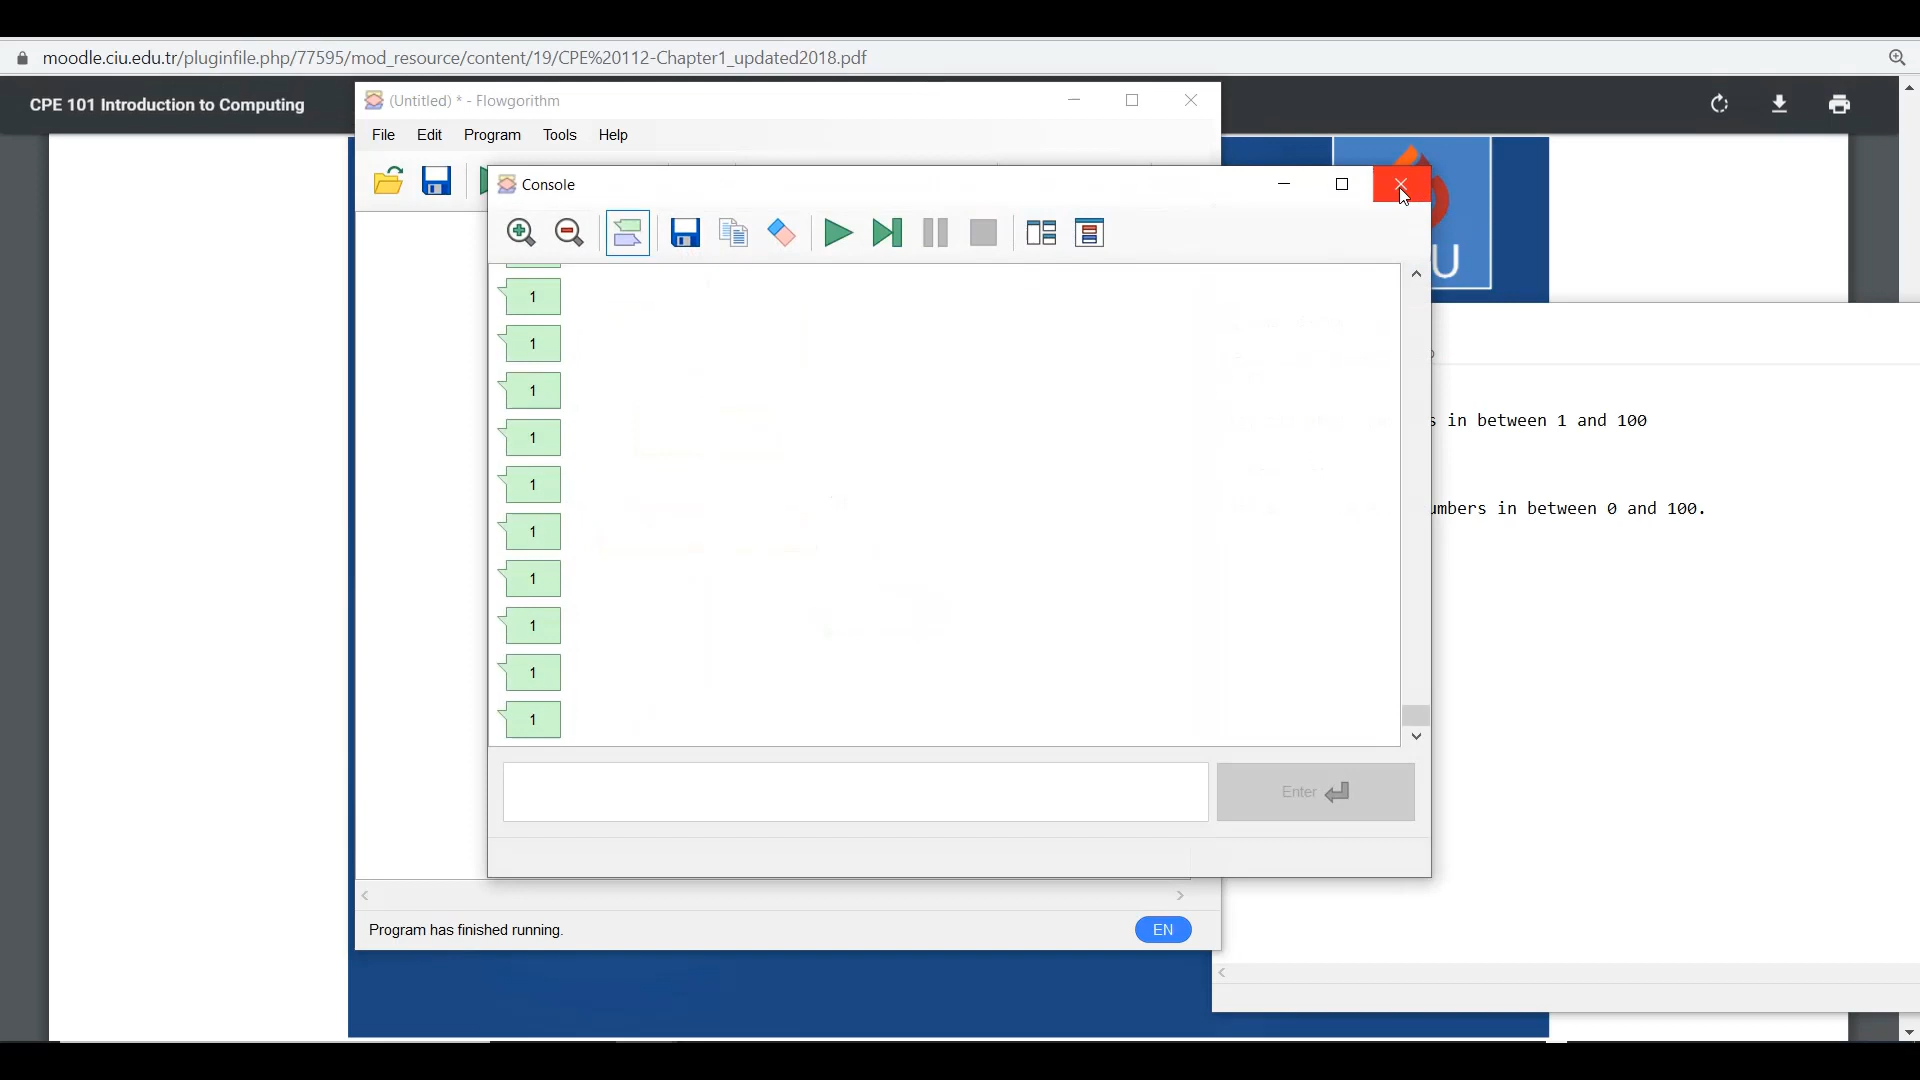 moodle.ciu.edu.tr/pluginfile.php/77595/mod_resource/content/19/CPE%20112-Chapter1_updated2018.pdf
CPE 101 Introduction to Computing
(Untitled) * - Flowgorithm
File Edit Program Tools Help
Console
U
1
1
1
1
1
1
1
1
1
1
in between 1 and 100
umbers in between 0 and 100.
Enter
Program has finished running.
EN